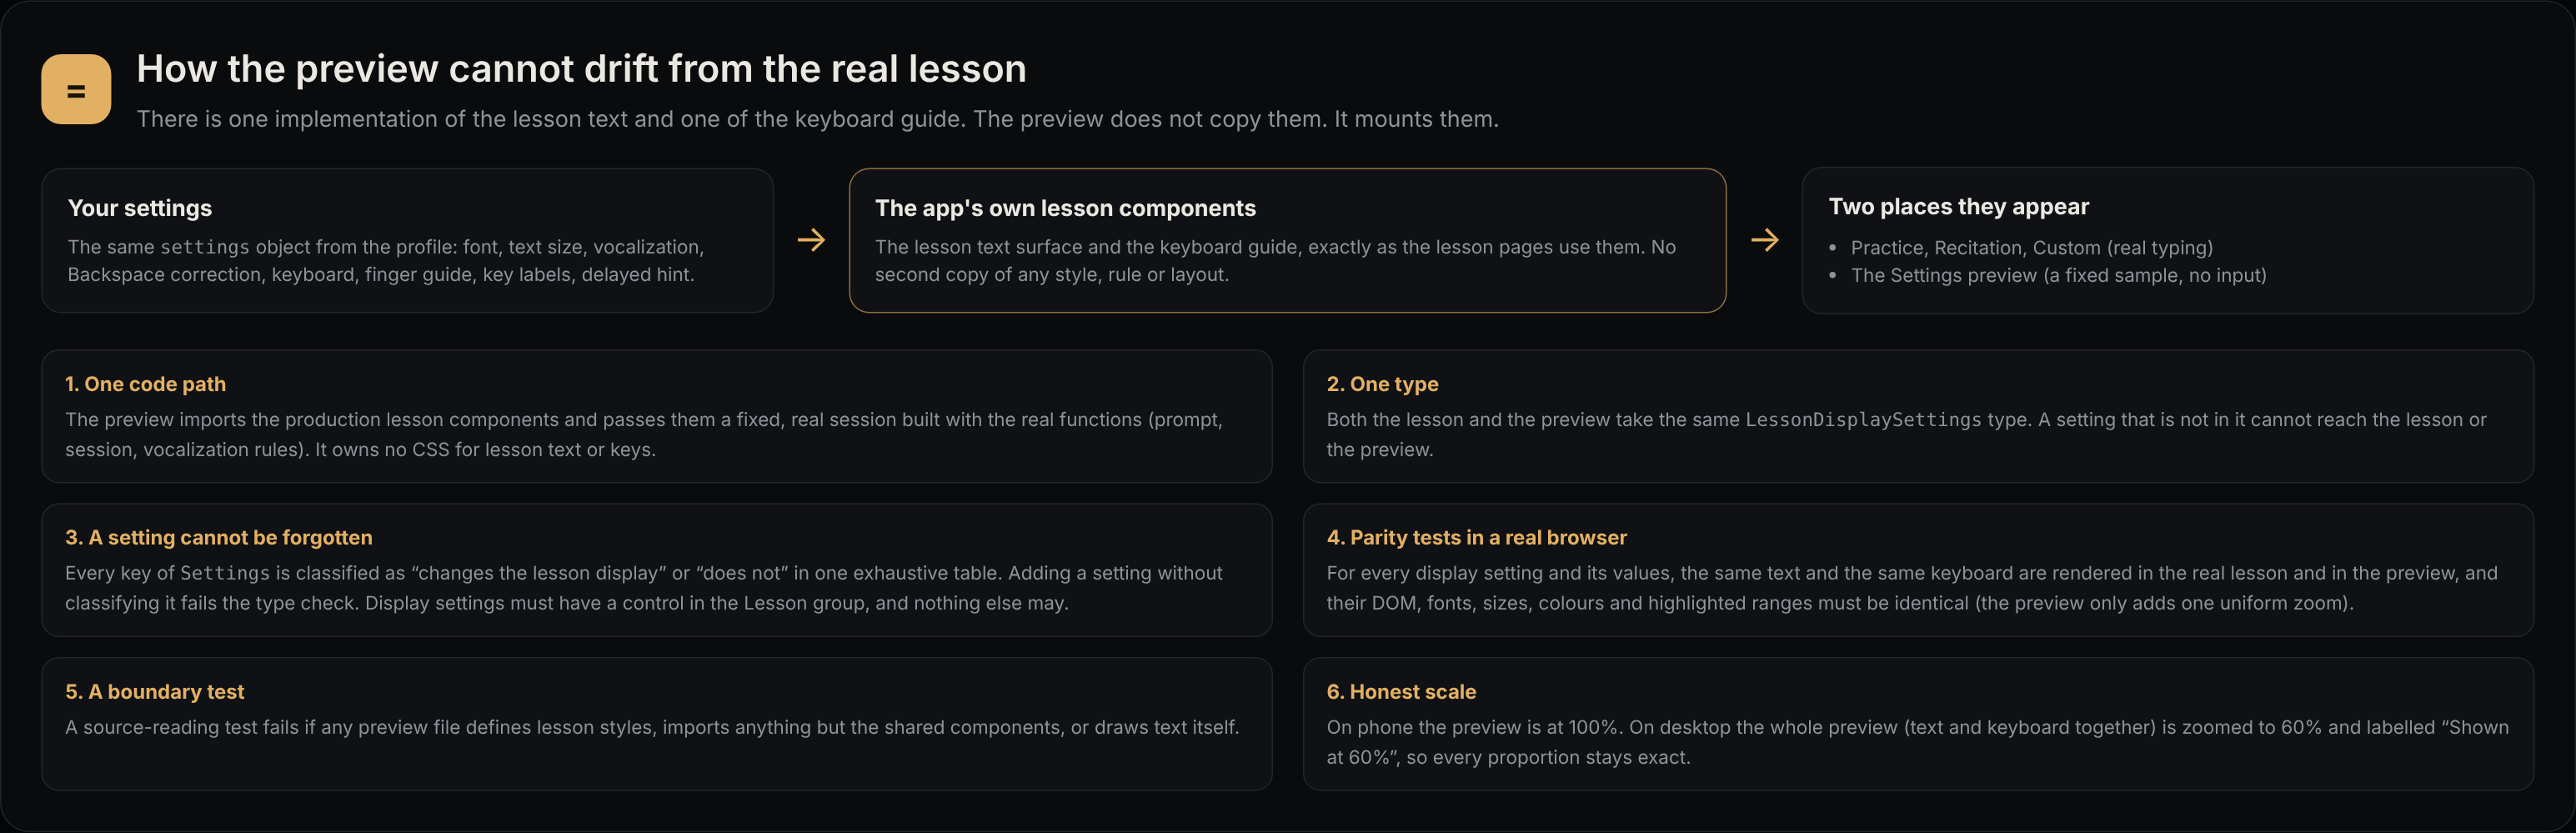 =
How the preview cannot drift from the real lesson
There is one implementation of the lesson text and one of the keyboard guide. The preview does not copy them. It mounts them.
Your settings
The same settings object from the profile: font, text size, vocalization,
Backspace correction, keyboard, finger guide, key labels, delayed hint.
→
The app's own lesson components
The lesson text surface and the keyboard guide, exactly as the lesson pages use them. No
second copy of any style, rule or layout.
→
Two places they appear
• Practice, Recitation, Custom (real typing)
• The Settings preview (a fixed sample, no input)
1. One code path
The preview imports the production lesson components and passes them a fixed, real session built with the real functions (prompt,
session, vocalization rules). It owns no CSS for lesson text or keys.
2. One type
Both the lesson and the preview take the same LessonDisplaySettings type. A setting that is not in it cannot reach the lesson or
the preview.
3. A setting cannot be forgotten
Every key of Settings is classified as “changes the lesson display” or “does not” in one exhaustive table. Adding a setting without
classifying it fails the type check. Display settings must have a control in the Lesson group, and nothing else may.
4. Parity tests in a real browser
For every display setting and its values, the same text and the same keyboard are rendered in the real lesson and in the preview, and
their DOM, fonts, sizes, colours and highlighted ranges must be identical (the preview only adds one uniform zoom).
5. A boundary test
A source-reading test fails if any preview file defines lesson styles, imports anything but the shared components, or draws text itself.
6. Honest scale
On phone the preview is at 100%. On desktop the whole preview (text and keyboard together) is zoomed to 60% and labelled “Shown
at 60%”, so every proportion stays exact.